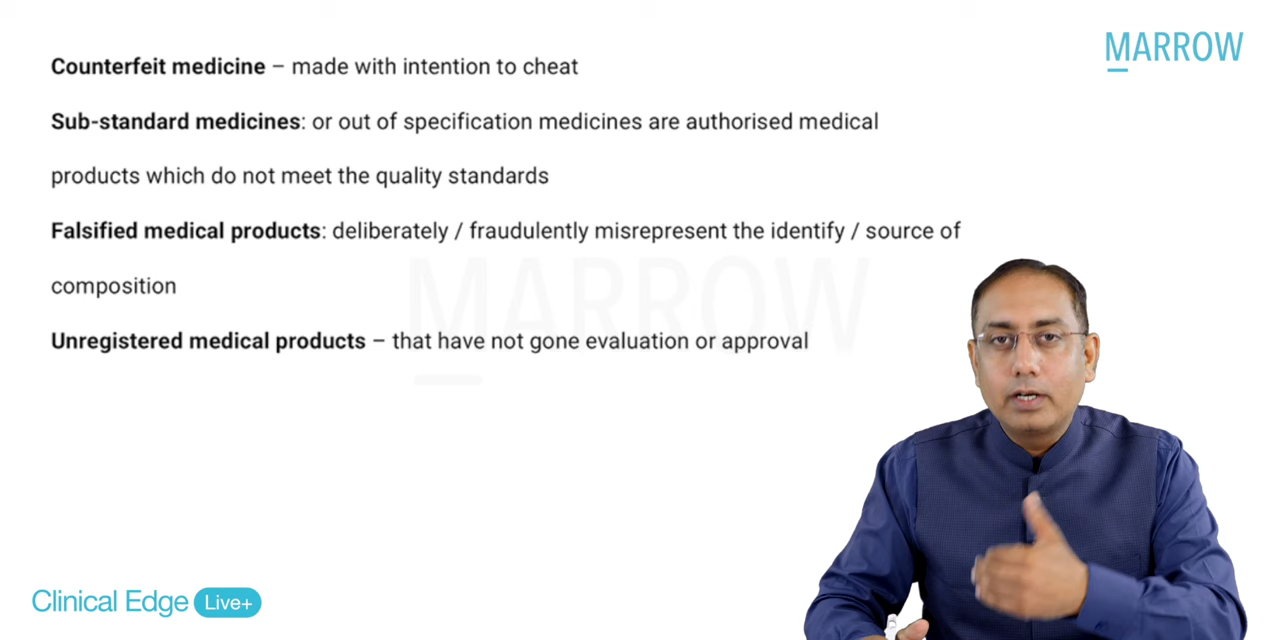 MARROW
Counterfeit medicine – made with intention to cheat
Sub-standard medicines: or out of specification medicines are authorised medical
products which do not meet the quality standards
Falsified medical products: deliberately / fraudulently misrepresent the identify / source of
composition
MARROW
Unregistered medical products – that have not gone evaluation or approval
Clinical Edge Live+